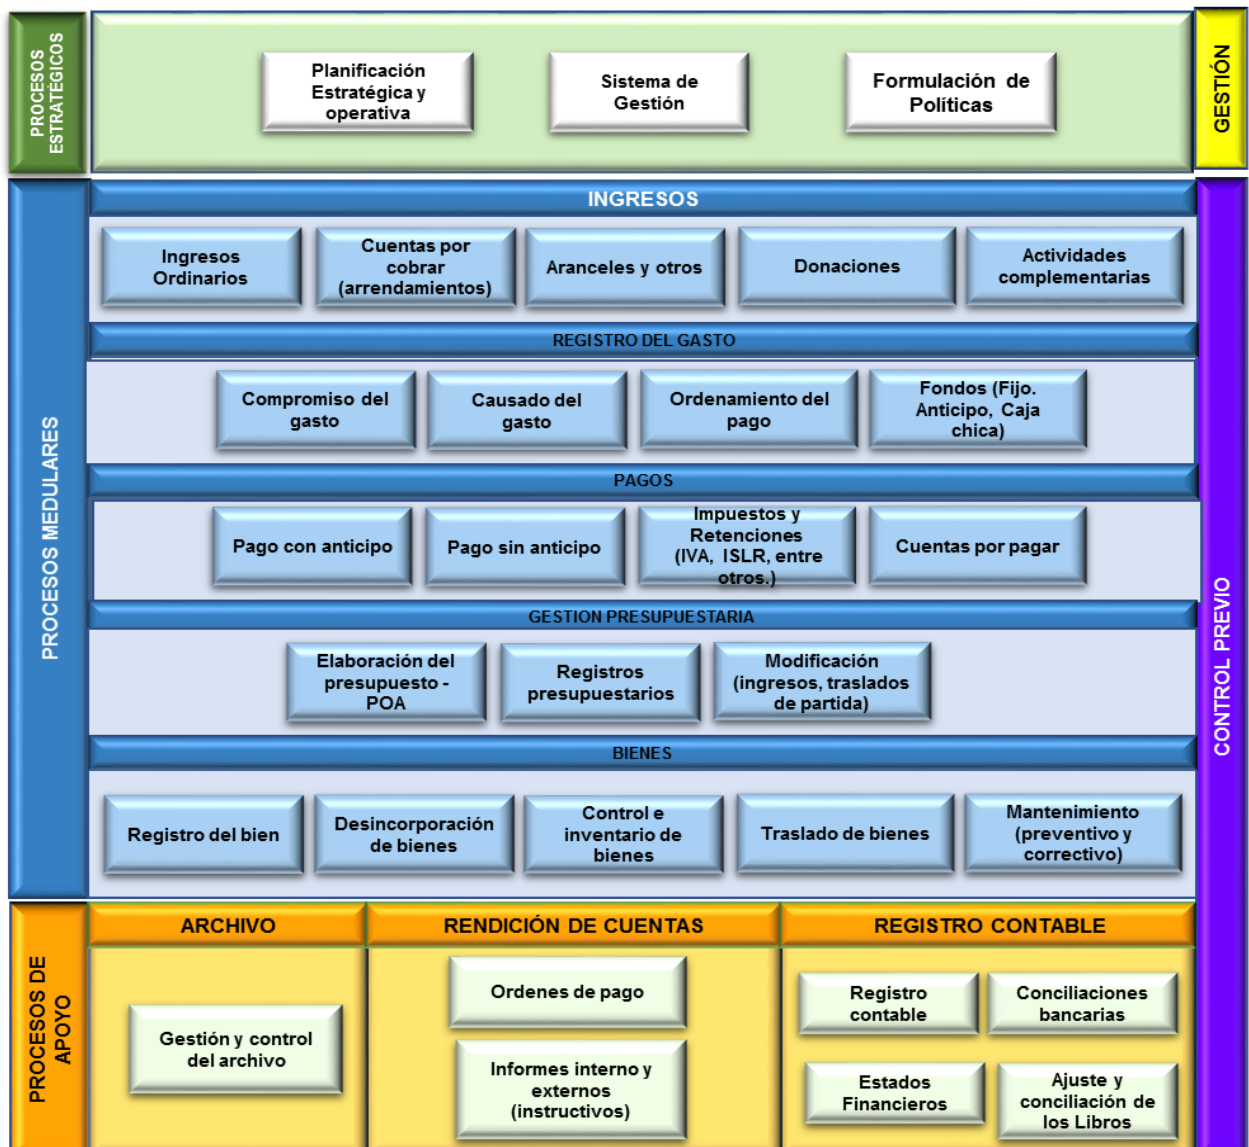 PROCESOS
ESTRATÉGICOS
Planificación
Estratégica y
operativa
Sistema de
Gestión
Formulación de
Políticas
GESTIÓN
PROCESOS MEDULARES
INGRESOS
Ingresos
Ordinarios
Cuentas por
cobrar
(arrendamientos)
Aranceles y otros
Donaciones
Actividades
complementarias
REGISTRO DEL GASTO
Compromiso del
gasto
Causado del
gasto
Ordenamiento del
pago
Fondos (Fijo.
Anticipo, Caja
chica)
PAGOS
Pago con anticipo
Pago sin anticipo
Impuestos y
Retenciones
(IVA, ISLR, entre
otros.)
Cuentas por pagar
GESTION PRESUPUESTARIA
Elaboración del
presupuesto -
POA
Registros
presupuestarios
Modificación
(ingresos, traslados
de partida)
BIENES
Registro del bien
Desincorporación
de bienes
Control e
inventario de
bienes
Traslado de bienes
Mantenimiento
(preventivo y
correctivo)
CONTROL PREVIO
PROCESOS DE
APOYO
ARCHIVO
Gestión y control
del archivo
RENDICIÓN DE CUENTAS
Ordenes de pago
Informes interno y
externos
(instructivos)
REGISTRO CONTABLE
Registro
contable
Conciliaciones
bancarias
Estados
Financieros
Ajuste y
conciliación de
los Libros